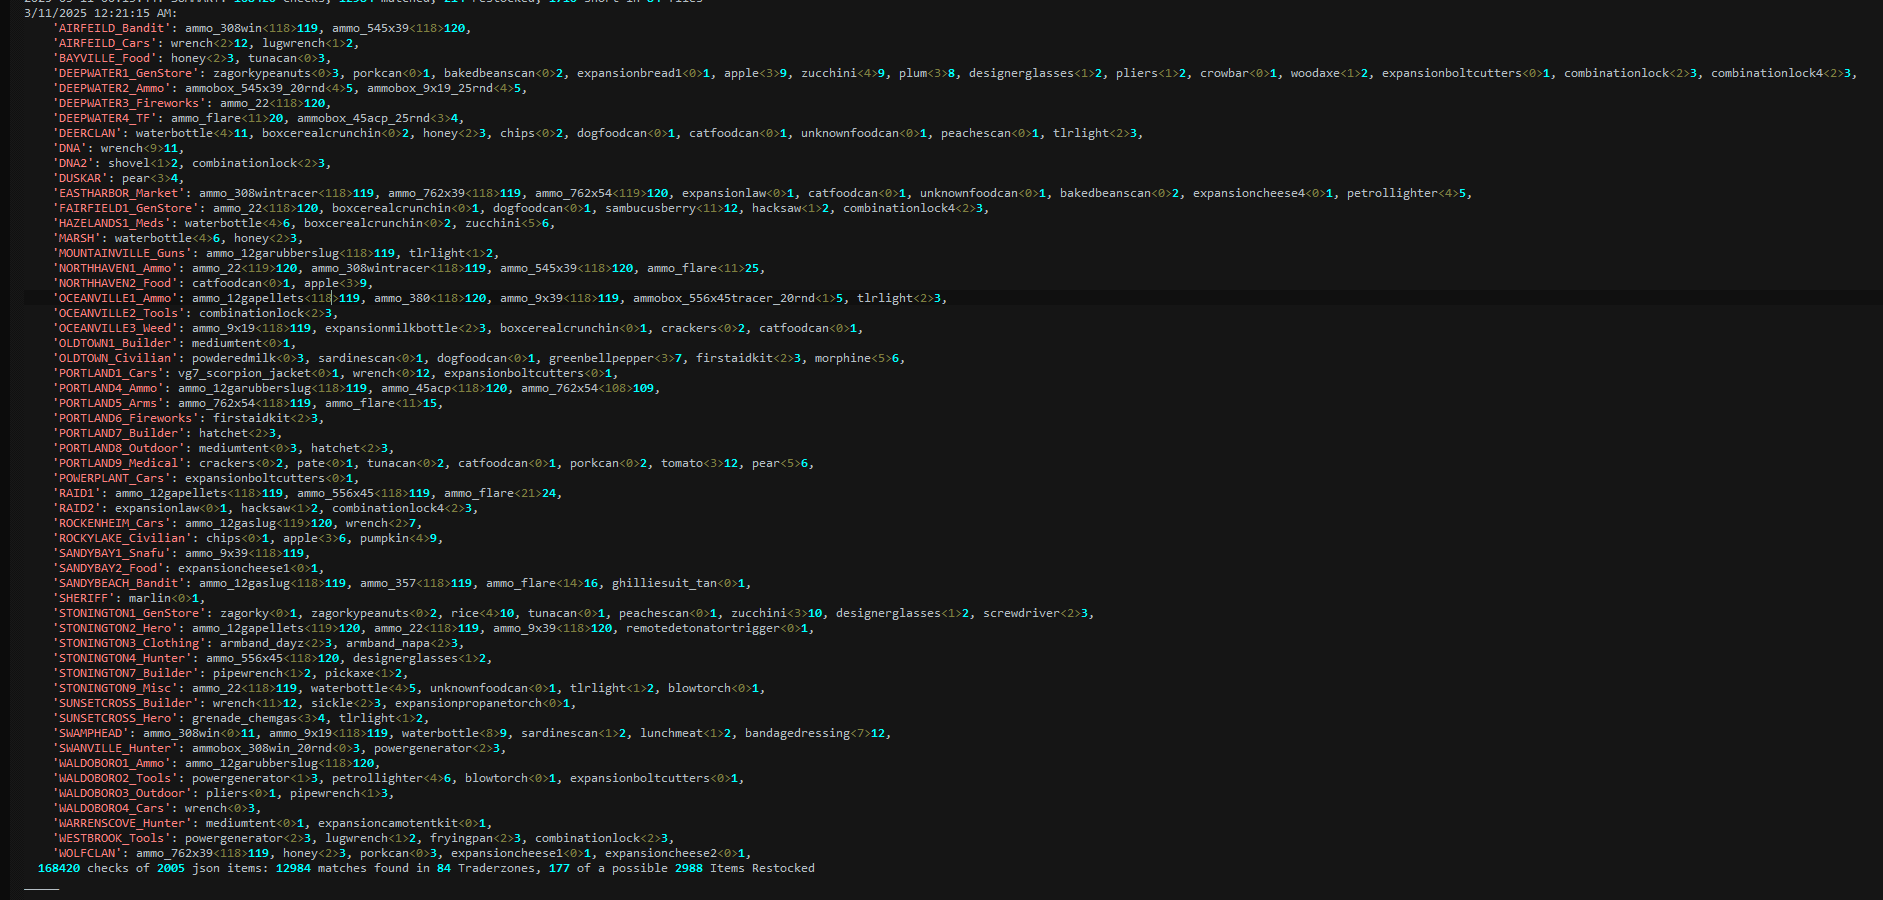 3/11/2025 12:21:15 AM:
'AIRFEILD_Bandit': ammo_308win<118>119, ammo_545x39<118>120,
'AIRFEILD_Cars': wrench<2>12, lugwrench<1>2,
'BAYVILLE_Food': honey<2>3, tunacan<0>3,
'DEEPWATER1_GenStore': zagorkypeanuts<0>3, porkcan<0>1, bakedbeanscan<0>2, expansionbread1<0>1, apple<3>9, zucchini<4>9, plum<3>8, designerglasses<1>2, pliers<1>2, crowbar<0>1, woodaxe<1>2, expansionboltcutters<0>1, combinationlock<2>3, combinationlock4<2>3,
'DEEPWATER2_Ammo': ammobox_545x39_20rnd<4>5, ammobox_9x19_25rnd<4>5,
'DEEPWATER3_Fireworks': ammo_22<118>120,
'DEEPWATER4_TF': ammo_flare<11>20, ammobox_45acp_25rnd<3>4,
'DEERCLAN': waterbottle<4>11, boxcerealcrunchin<0>2, honey<2>3, chips<0>2, dogfoodcan<0>1, catfoodcan<0>1, unknownfoodcan<0>1, peachescan<0>1, tlrlight<2>3,
'DNA': wrench<9>11,
'DNA2': shovel<1>2, combinationlock<2>3,
'DUSKAR': pear<3>4,
'EASTHARBOR_Market': ammo_308wintracer<118>119, ammo_762x39<118>119, ammo_762x54<119>120, expansionlaw<0>1, catfoodcan<0>1, unknownfoodcan<0>1, bakedbeanscan<0>2, expansioncheese4<0>1, petrollighter<4>5,
'FAIRFIELD1_GenStore': ammo_22<118>120, boxcerealcrunchin<0>1, dogfoodcan<0>1, sambucusberry<11>12, hacksaw<1>2, combinationlock4<2>3,
'HAZELANDS1_Meds': waterbottle<4>6, boxcerealcrunchin<0>2, zucchini<5>6,
'MARSH': waterbottle<4>6, honey<2>3,
'MOUNTAINVILLE_Guns': ammo_12garubberslug<118>119, tlrlight<1>2,
'NORTHHAVEN1_Ammo': ammo_22<119>120, ammo_308wintracer<118>119, ammo_545x39<118>120, ammo_flare<11>25,
'NORTHHAVEN2_Food': catfoodcan<0>1, apple<3>9,
'OCEANVILLE1_Ammo': ammo_12gapellets<118>119, ammo_380<118>120, ammo_9x39<118>119, ammobox_556x45tracer_20rnd<1>5, tlrlight<2>3,
'OCEANVILLE2_Tools': combinationlock<2>3,
'OCEANVILLE3_Weed': ammo_9x19<118>119, expansionmilkbottle<2>3, boxcerealcrunchin<0>1, crackers<0>2, catfoodcan<0>1,
'OLDTOWN1_Builder': mediumtent<0>1,
'OLDTOWN_Civilian': powderedmilk<0>3, sardinescan<0>1, dogfoodcan<0>1, greenbellpepper<3>7, firstaidkit<2>3, morphine<5>6,
'PORTLAND1_Cars': vg7_scorpion_jacket<0>1, wrench<0>12, expansionboltcutters<0>1,
'PORTLAND4_Ammo': ammo_12garubberslug<118>119, ammo_45acp<118>120, ammo_762x54<108>109,
'PORTLAND5_Arms': ammo_762x54<118>119, ammo_flare<11>15,
'PORTLAND6_Fireworks': firstaidkit<2>3,
'PORTLAND7_Builder': hatchet<2>3,
'PORTLAND8_Outdoor': mediumtent<0>3, hatchet<2>3,
'PORTLAND9_Medical': crackers<0>2, pate<0>1, tunacan<0>2, catfoodcan<0>1, porkcan<0>2, tomato<3>12, pear<5>6,
'POWERPLANT_Cars': expansionboltcutters<0>1,
'RAID1': ammo_12gapellets<118>119, ammo_556x45<118>119, ammo_flare<21>24,
'RAID2': expansionlaw<0>1, hacksaw<1>2, combinationlock4<2>3,
'ROCKENHEIM_Cars': ammo_12gaslug<119>120, wrench<2>7,
'ROCKYLAKE_Civilian': chips<0>1, apple<3>6, pumpkin<4>9,
'SANDYBAY1_Snafu': ammo_9x39<118>119,
'SANDYBAY2_Food': expansioncheese1<0>1,
'SANDYBEACH_Bandit': ammo_12gaslug<118>119, ammo_357<118>119, ammo_flare<14>16, ghilliesuit_tan<0>1,
'SHERIFF': marlin<0>1,
'STONINGTON1_GenStore': zagorky<0>1, zagorkypeanuts<0>2, rice<4>10, tunacan<0>1, peachescan<0>1, zucchini<3>10, designerglasses<1>2, screwdriver<2>3,
'STONINGTON2_Hero': ammo_12gapellets<119>120, ammo_22<118>119, ammo_9x39<118>120, remotedetonatortrigger<0>1,
'STONINGTON3_Clothing': armband_dayz<2>3, armband_napa<2>3,
'STONINGTON4_Hunter': ammo_556x45<118>120, designerglasses<1>2,
'STONINGTON7_Builder': pipewrench<1>2, pickaxe<1>2,
'STONINGTON9_Misc': ammo_22<118>119, waterbottle<4>5, unknownfoodcan<0>1, tlrlight<1>2, blowtorch<0>1,
'SUNSETCROSS_Builder': wrench<11>12, sickle<2>3, expansionpropanetorch<0>1,
'SUNSETCROSS_Hero': grenade_chemgas<3>4, tlrlight<1>2,
'SWAMPHEAD': ammo_308win<0>11, ammo_9x19<118>119, waterbottle<8>9, sardinescan<1>2, lunchmeat<1>2, bandagedressing<7>12,
'SWANVILLE_Hunter': ammobox_308win_20rnd<0>3, powergenerator<2>3,
'WALDOBORO1_Ammo': ammo_12garubberslug<118>120,
'WALDOBORO2_Tools': powergenerator<1>3, petrollighter<4>6, blowtorch<0>1, expansionboltcutters<0>1,
'WALDOBORO3_Outdoor': pliers<0>1, pipewrench<1>3,
'WALDOBORO4_Cars': wrench<0>3,
'WARRENSCOVE_Hunter': mediumtent<0>1, expansioncamotentkit<0>1,
'WESTBROOK_Tools': powergenerator<2>3, lugwrench<1>2, fryingpan<2>3, combinationlock<2>3,
'WOLFCLAN': ammo_762x39<118>119, honey<2>3, porkcan<0>3, expansioncheese1<0>1, expansioncheese2<0>1,
168420 checks of 2005 json items: 12984 matches found in 84 Traderzones, 177 of a possible 2988 Items Restocked